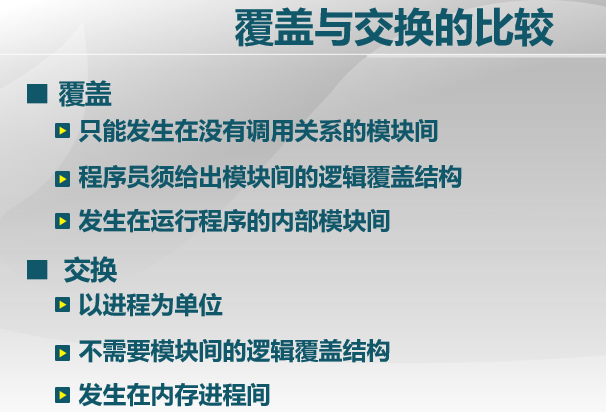 覆盖与交换的比较
覆盖
只能发生在没有调用关系的模块间
程序员须给出模块间的逻辑覆盖结构
发生在运行程序的内部模块间
交换
以进程为单位
不需要模块间的逻辑覆盖结构
发生在内存进程间